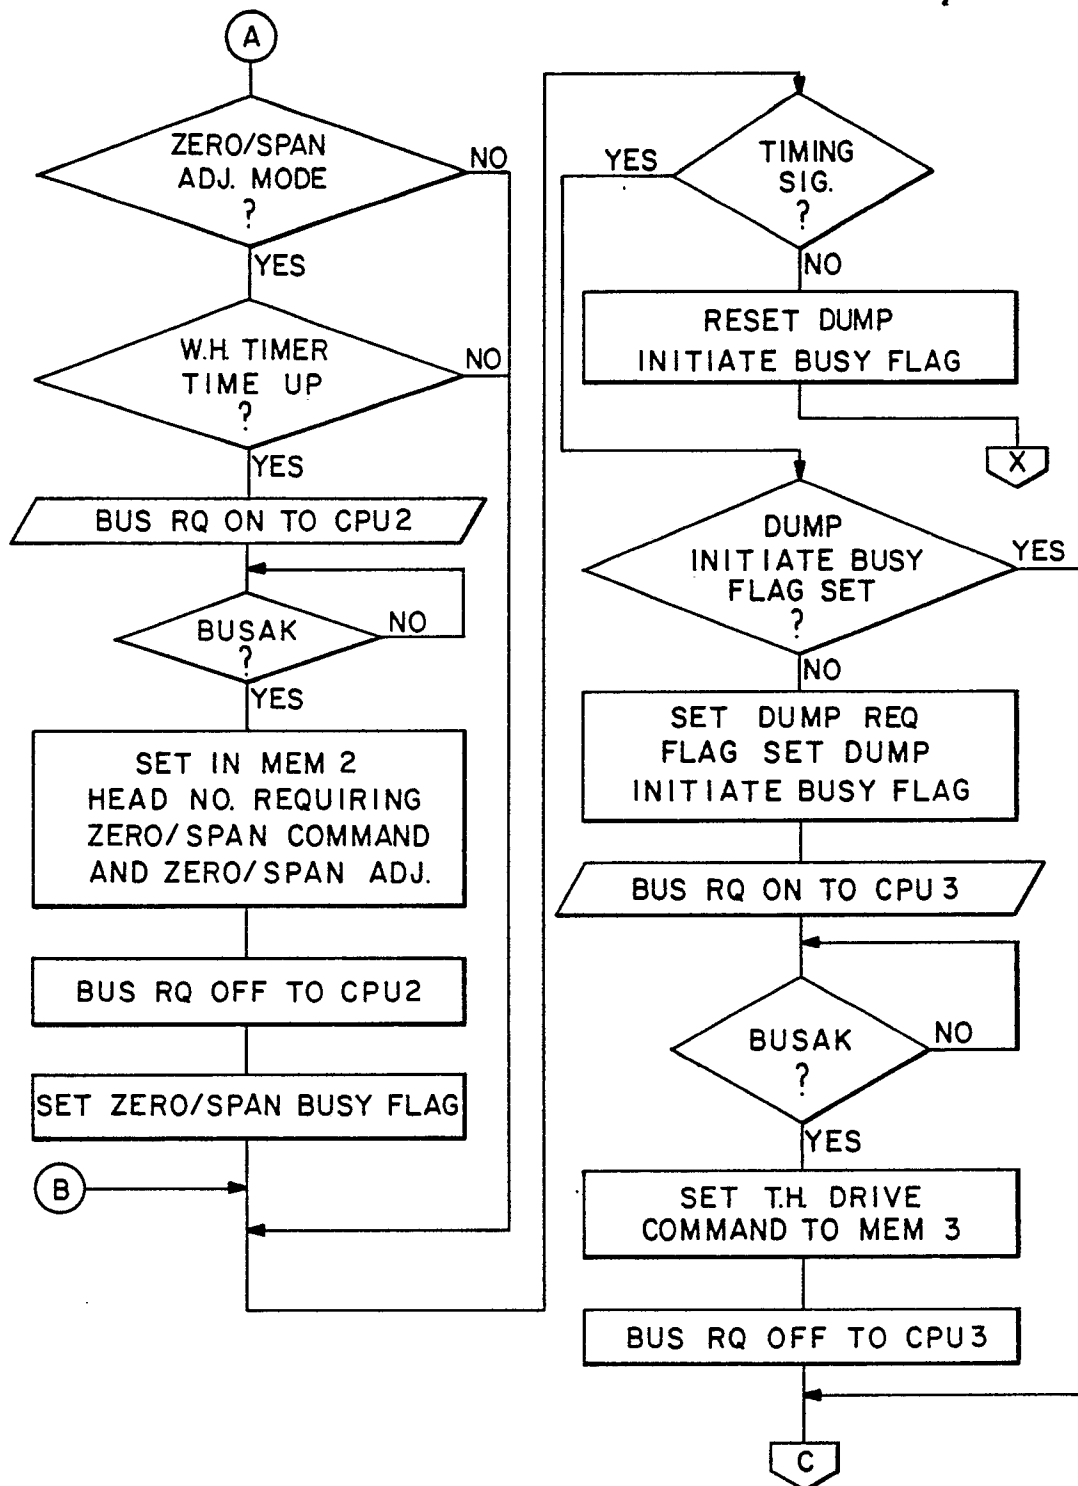 A
ZERO/SPAN
ADJ. MODE
?
NO
YES
W.H. TIMER
TIME UP
?
NO
YES
BUS RQ ON TO CPU2
BUSAK
?
NO
YES
SET IN MEM 2
HEAD NO. REQUIRING
ZERO/SPAN COMMAND
AND ZERO/SPAN ADJ.
BUS RQ OFF TO CPU2
SET ZERO/SPAN BUSY FLAG
B
TIMING
SIG.
?
YES
NO
RESET DUMP
INITIATE BUSY FLAG
X
DUMP
INITIATE BUSY
FLAG SET
?
YES
NO
SET DUMP REQ
FLAG SET DUMP
INITIATE BUSY FLAG
BUS RQ ON TO CPU 3
BUSAK
?
NO
YES
SET T.H. DRIVE
COMMAND TO MEM 3
BUS RQ OFF TO CPU 3
C